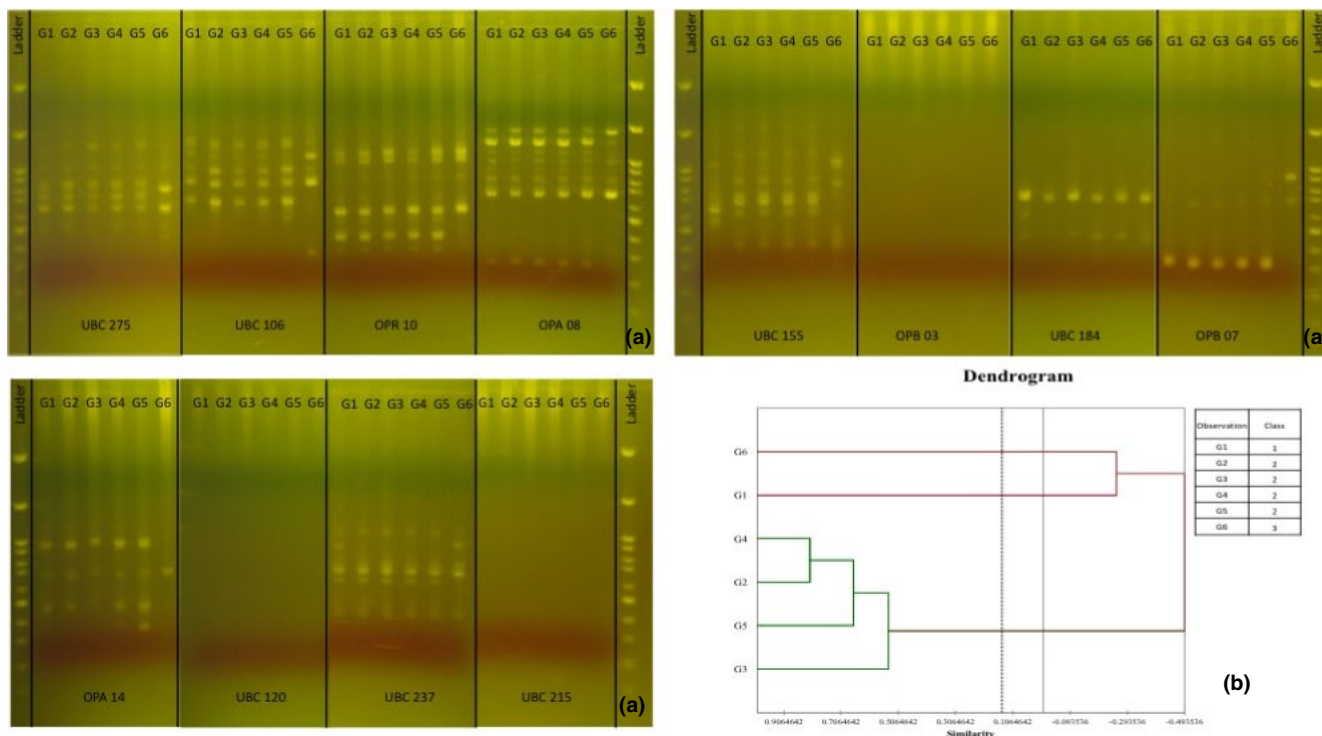 Ladder G1 G2 G3 G4 G5 G6 G1 G2 G3 G4 G5 G6 G1 G2 G3 G4 G5 G6 G1 G2 G3 G4 G5 G6 Ladder
UBC 275 UBC 106 OPR 10 OPA 08 (a)
Ladder G1 G2 G3 G4 G5 G6 G1 G2 G3 G4 G5 G6 G1 G2 G3 G4 G5 G6 G1 G2 G3 G4 G5 G6 Ladder
UBC 155 OPB 03 UBC 184 OPB 07 (a
Ladder G1 G2 G3 G4 G5 G6 G1 G2 G3 G4 G5 G6 G1 G2 G3 G4 G5 G6 G1 G2 G3 G4 G5 G6 Ladder
OPA 14 UBC 120 UBC 237 UBC 215 (a)
Dendrogram
G6
G1
G4
G2
G5
G3
0.9064642 0.7064642 0.5064642 0.3064642 0.1064642 -0.093536 -0.293536 -0.493536
Similarity
Observation Class
G1 1
G2 2
G3 2
G4 2
G5 2
G6 3
(b)